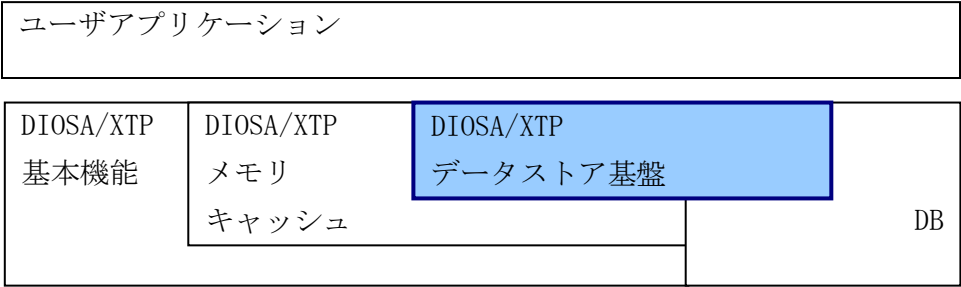 ユーザアプリケーション
DIOSA/XTP
基本機能
DIOSA/XTP
メモリ
キャッシュ
DIOSA/XTP
データストア基盤
DB